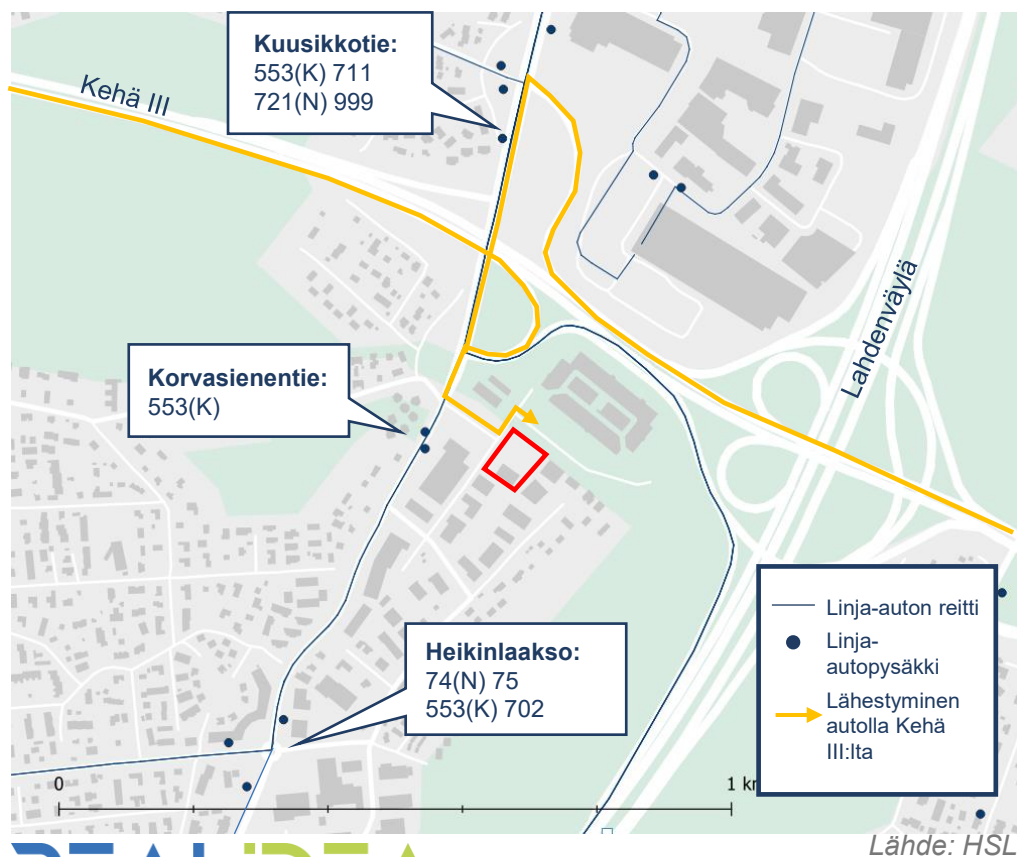 Kuusikkotie:
553(K) 711
721(N) 999
Kehä III
Lahdenväylä
Korvasienentie:
553(K)
Heikinlaakso:
74(N) 75
553(K) 702
Linja-auton reitti
Linja-
autopysäkki
Lähestyminen
autolla Kehä
III:lta
0
1 km
Lähde: HSL